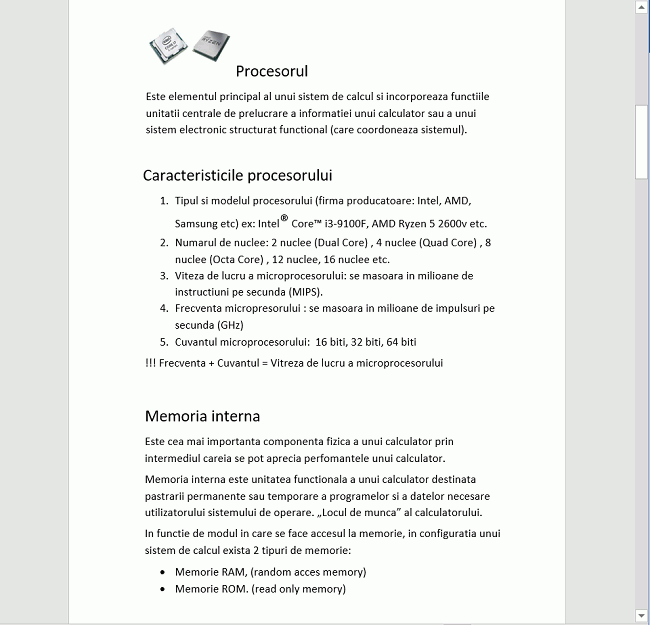 Procesorul
Este elementul principal al unui sistem de calcul si incorporeaza functiile
unitatii centrale de prelucrare a informatiei unui calculator sau a unui
sistem electronic structurat functional (care coordoneaza sistemul).
Caracteristicile procesorului
1. Tipul si modelul procesorului (firma producatoare: Intel, AMD,
Samsung etc) ex: Intel® Core™ i3-9100F, AMD Ryzen 5 2600v etc.
2. Numarul de nuclee: 2 nuclee (Dual Core) , 4 nuclee (Quad Core) , 8
nuclee (Octa Core) , 12 nuclee, 16 nuclee etc.
3. Viteza de lucru a microprocesorului: se masoara in milioane de
instructiuni pe secunda (MIPS).
4. Frecventa micropresorului : se masoara in milioane de impulsuri pe
secunda (GHz)
5. Cuvantul microprocesorului: 16 biti, 32 biti, 64 biti
!!! Frecventa + Cuvantul = Vitreza de lucru a microprocesorului
Memoria interna
Este cea mai importanta componenta fizica a unui calculator prin
intermediul careia se pot aprecia perfomantele unui calculator.
Memoria interna este unitatea functionala a unui calculator destinata
pastrarii permanente sau temporare a programelor si a datelor necesare
utilizatorului sistemului de operare. „Locul de munca” al calculatorului.
In functie de modul in care se face accesul la memorie, in configuratia unui
sistem de calcul exista 2 tipuri de memorie:
• Memorie RAM, (random acces memory)
• Memorie ROM. (read only memory)